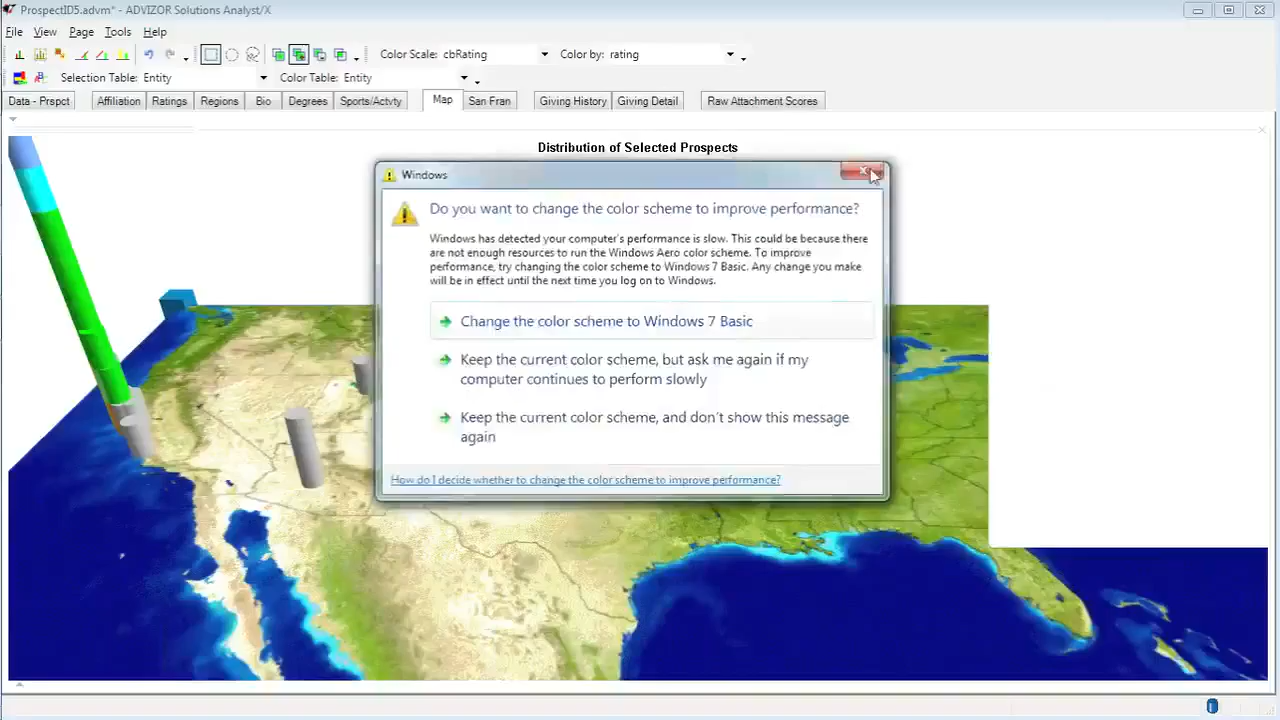 ProspectID5.advm* - ADVIZOR Solutions Analyst/X
File View Page Tools Help
Color Scale: cbRating Color by: rating
Selection Table: Entity Color Table: Entity
Data - Prspct Affiliation Ratings Regions Bio Degrees Sports/Actvty Map San Fran Giving History Giving Detail Raw Attachment Scores
Distribution of Selected Prospects
Windows
Do you want to change the color scheme to improve performance?
Windows has detected your computer's performance is slow. This could be because there
are not enough resources to run the Windows Aero color scheme. To improve
performance, try changing the color scheme to Windows 7 Basic. Any change you make
will be in effect until the next time you log on to Windows.
Change the color scheme to Windows 7 Basic
Keep the current color scheme, but ask me again if my
computer continues to perform slowly
Keep the current color scheme, and don't show this message
again
How do I decide whether to change the color scheme to improve performance?